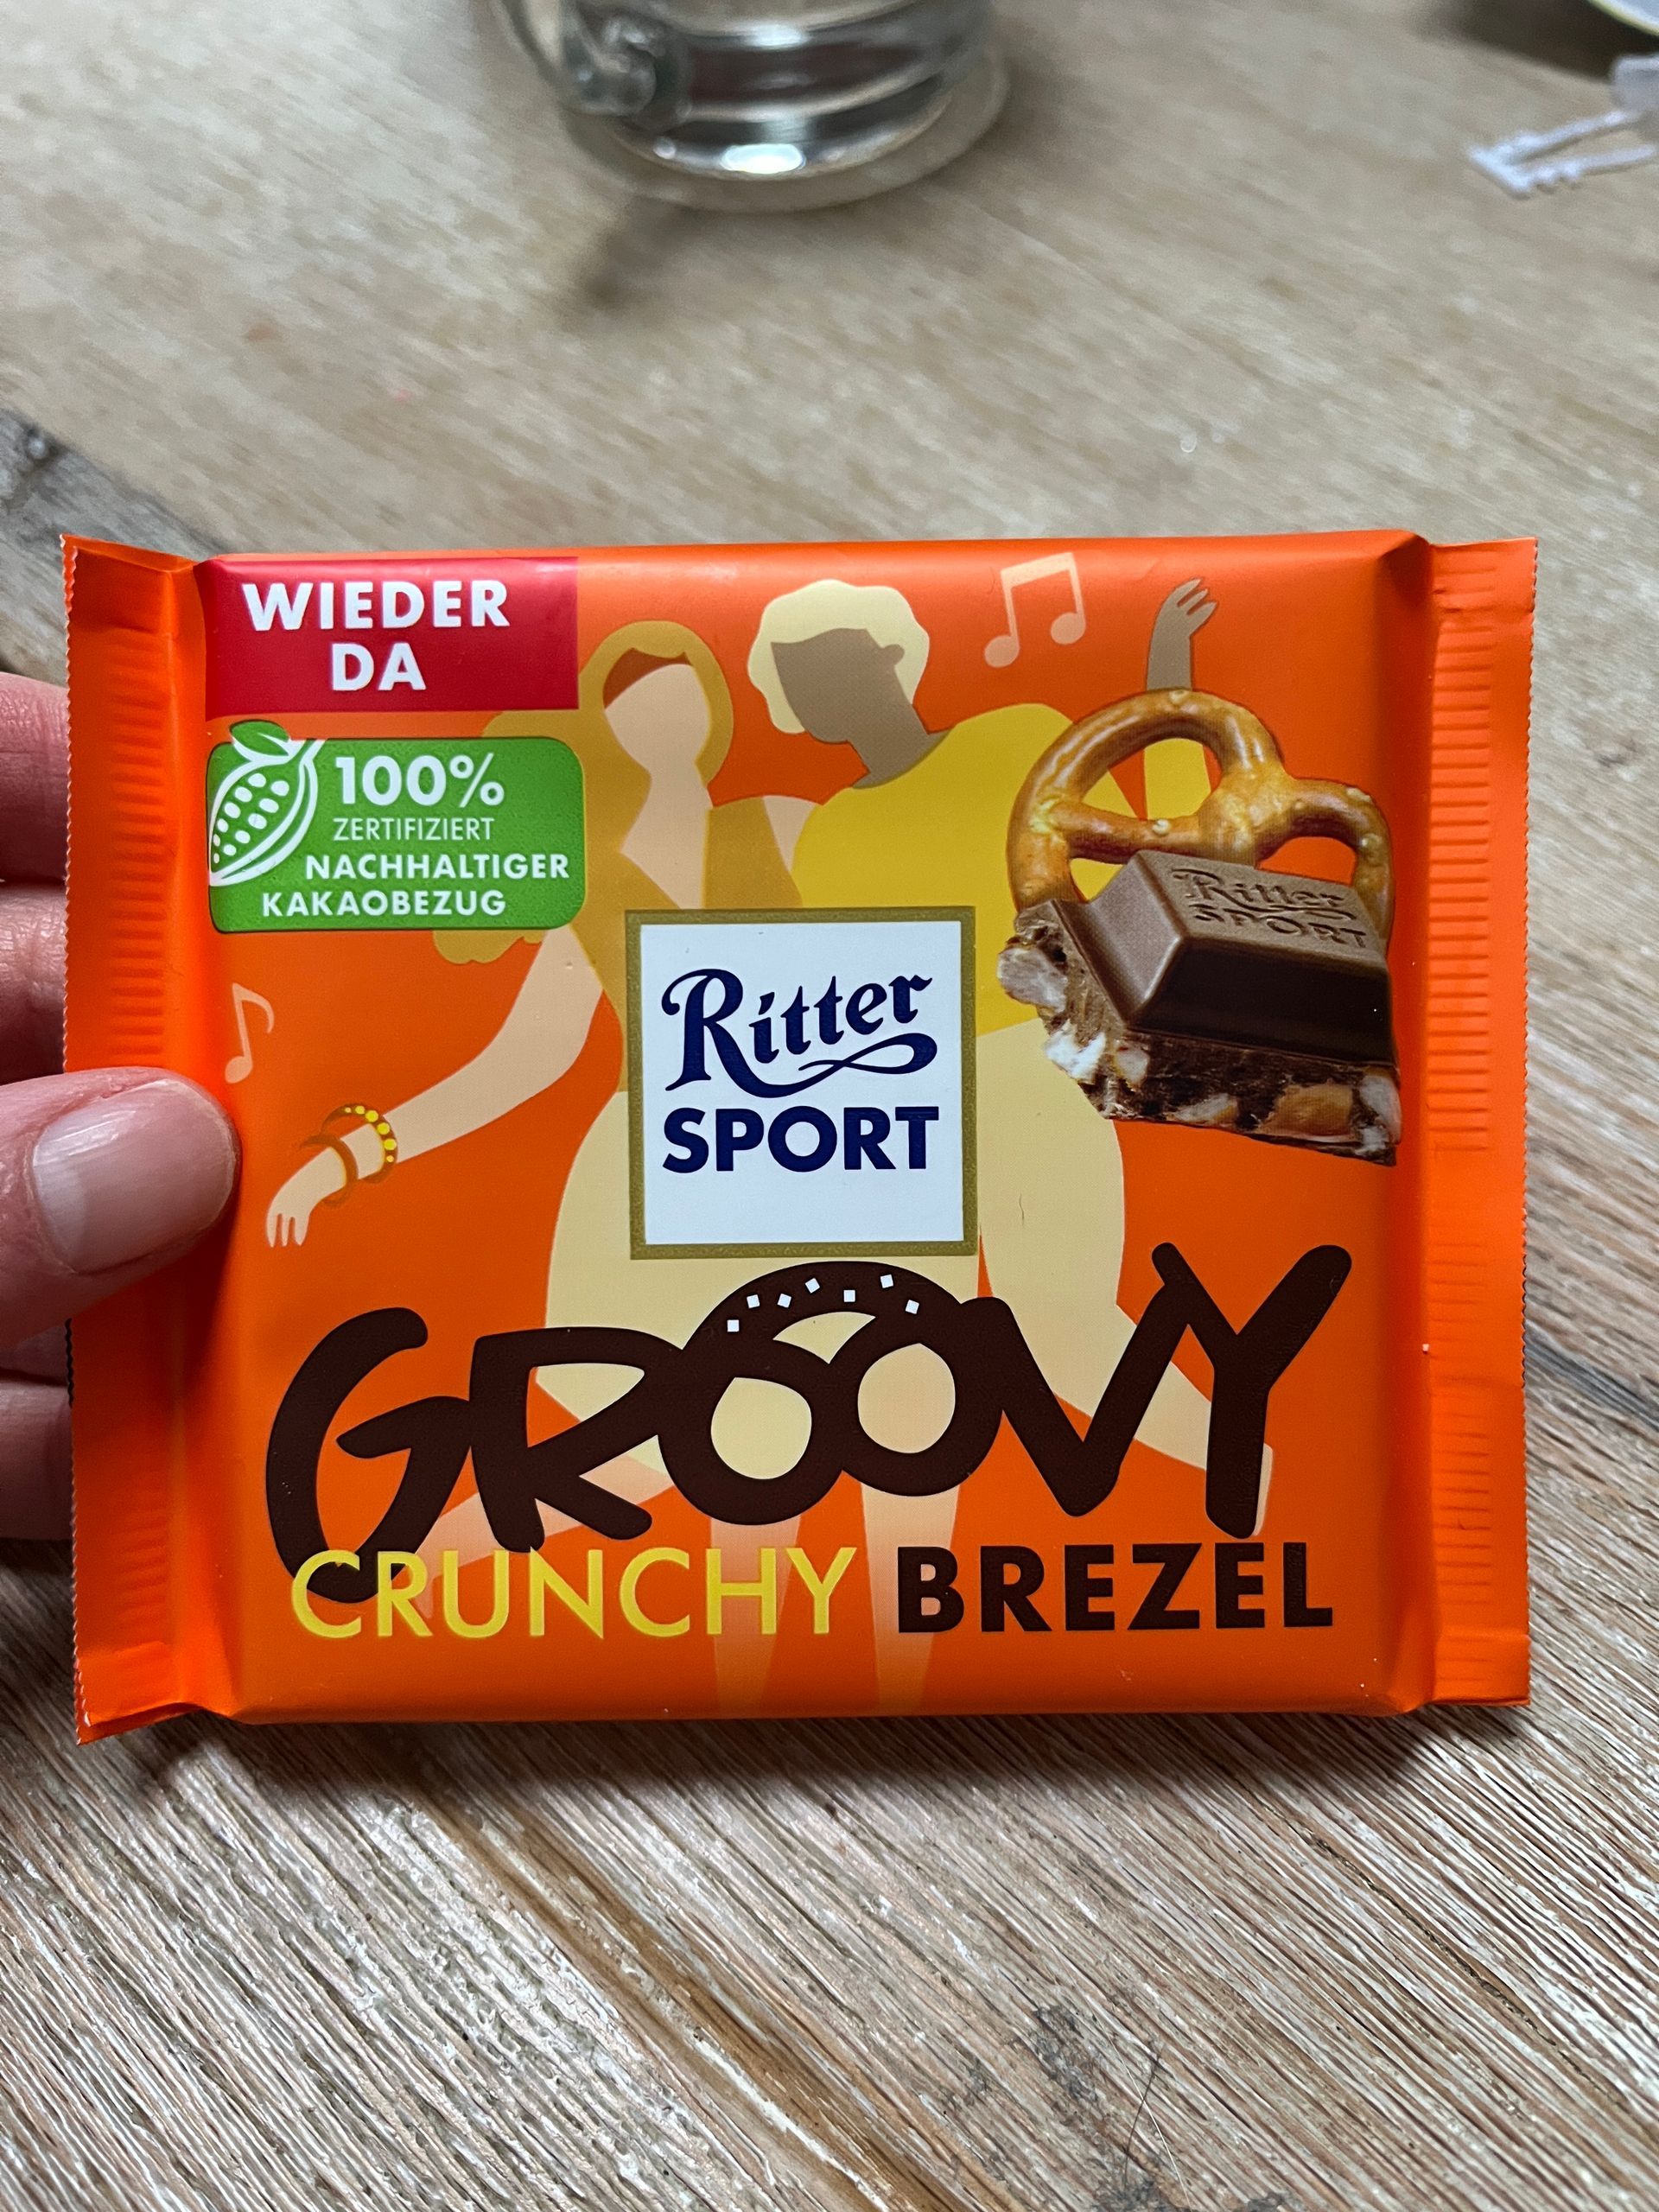 WIEDER
DA
100%
ZERTIFIZIERT
NACHHALTIGER
KAKAOBEZUG
Ritter
SPORT
Ritter
SPORT
GROOVY
CRUNCHY BREZEL